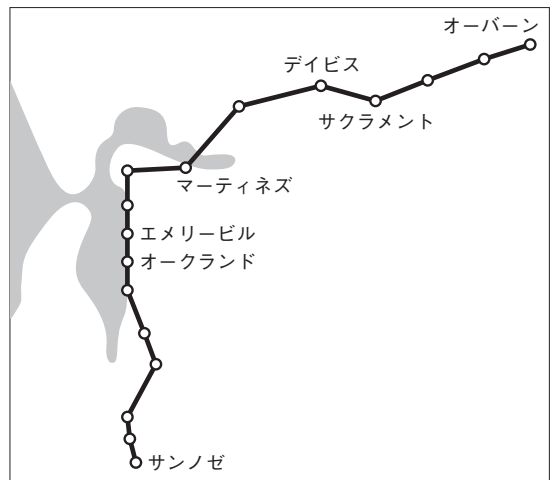 オーバーン
デイビス
サクラメント
マーティネズ
エメリービル
オークランド
サンノゼ